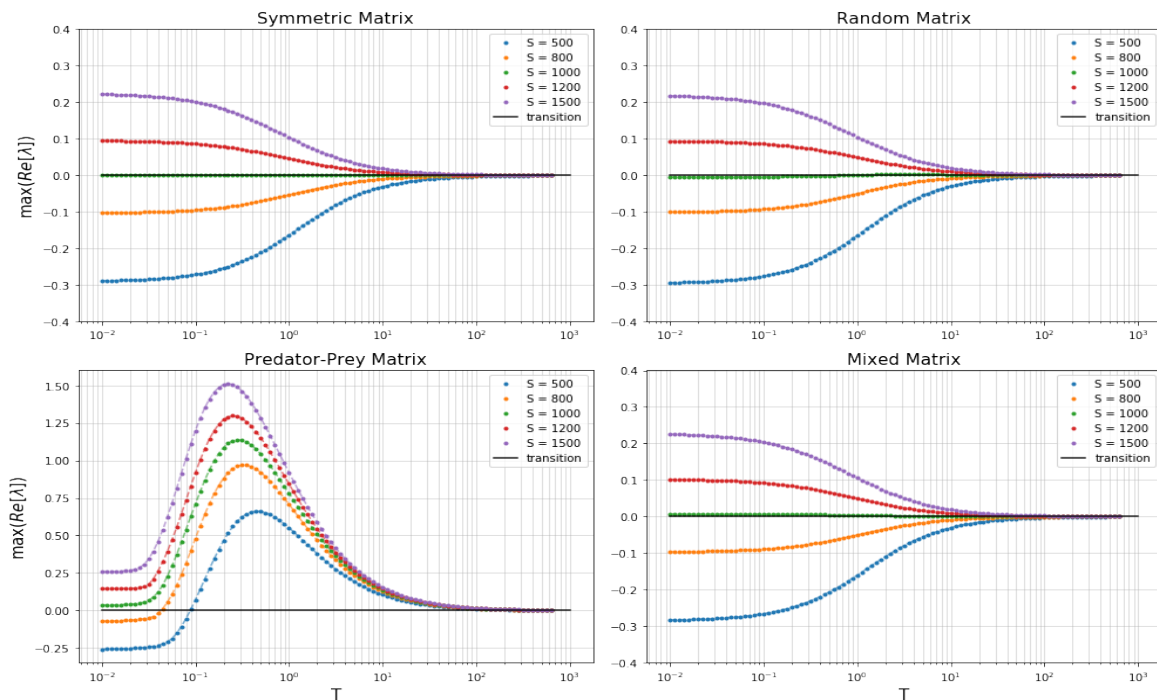 Symmetric Matrix
max(Re[λ])
0.4
0.3
0.2
0.1
0.0
−0.1
−0.2
−0.3
−0.4
10⁻²
10⁻¹
10⁰
10¹
10²
10³
S = 500
S = 800
S = 1000
S = 1200
S = 1500
transition
Random Matrix
0.4
0.3
0.2
0.1
0.0
−0.1
−0.2
−0.3
−0.4
10⁻²
10⁻¹
10⁰
10¹
10²
10³
S = 500
S = 800
S = 1000
S = 1200
S = 1500
transition
Predator-Prey Matrix
max(Re[λ])
1.50
1.25
1.00
0.75
0.50
0.25
0.00
−0.25
10⁻²
10⁻¹
10⁰
10¹
10²
10³
T
S = 500
S = 800
S = 1000
S = 1200
S = 1500
transition
Mixed Matrix
0.4
0.3
0.2
0.1
0.0
−0.1
−0.2
−0.3
−0.4
10⁻²
10⁻¹
10⁰
10¹
10²
10³
T
S = 500
S = 800
S = 1000
S = 1200
S = 1500
transition